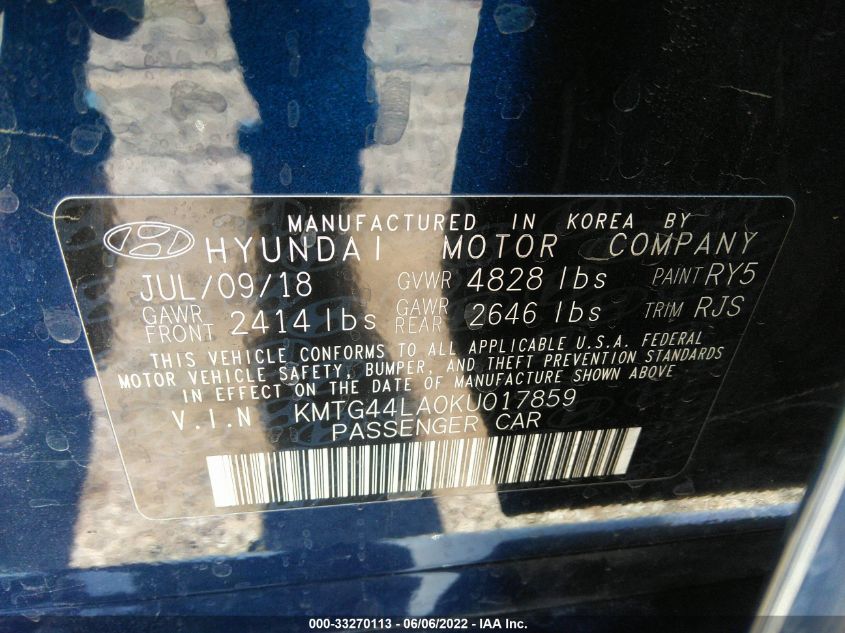 MANUFACTURED IN KOREA BY
HYUNDAI MOTOR COMPANY
JUL/09/18 GVWR 4828 lbs PAINT RY5
GAWR FRONT 2414 lbs GAWR REAR 2646 lbs TRIM RJS
THIS VEHICLE CONFORMS TO ALL APPLICABLE U.S.A. FEDERAL
MOTOR VEHICLE SAFETY, BUMPER, AND THEFT PREVENTION STANDARDS
IN EFFECT ON THE DATE OF MANUFACTURE SHOWN ABOVE
V.I.N KMTG44LA0KU017859
PASSENGER CAR
000-33270113 - 06/06/2022 - IAA Inc.